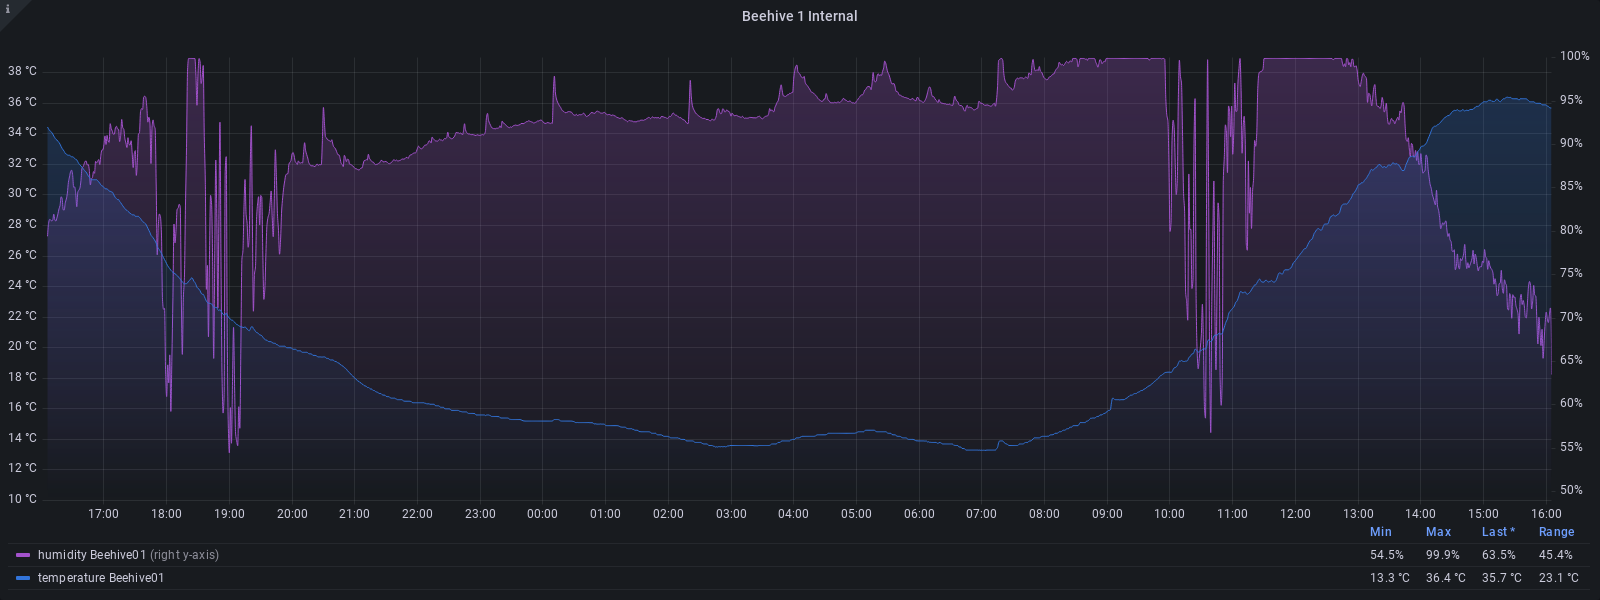 i
Beehive 1 Internal
38 °C
36 °C
34 °C
32 °C
30 °C
28 °C
26 °C
24 °C
22 °C
20 °C
18 °C
16 °C
14 °C
12 °C
10 °C
100%
95%
90%
85%
80%
75%
70%
65%
60%
55%
50%
17:00 18:00 19:00 20:00 21:00 22:00 23:00 00:00 01:00 02:00 03:00 04:00 05:00 06:00 07:00 08:00 09:00 10:00 11:00 12:00 13:00 14:00 15:00 16:00
Min Max Last * Range
humidity Beehive01 (right y-axis) 54.5% 99.9% 63.5% 45.4%
temperature Beehive01 13.3 °C 36.4 °C 35.7 °C 23.1 °C